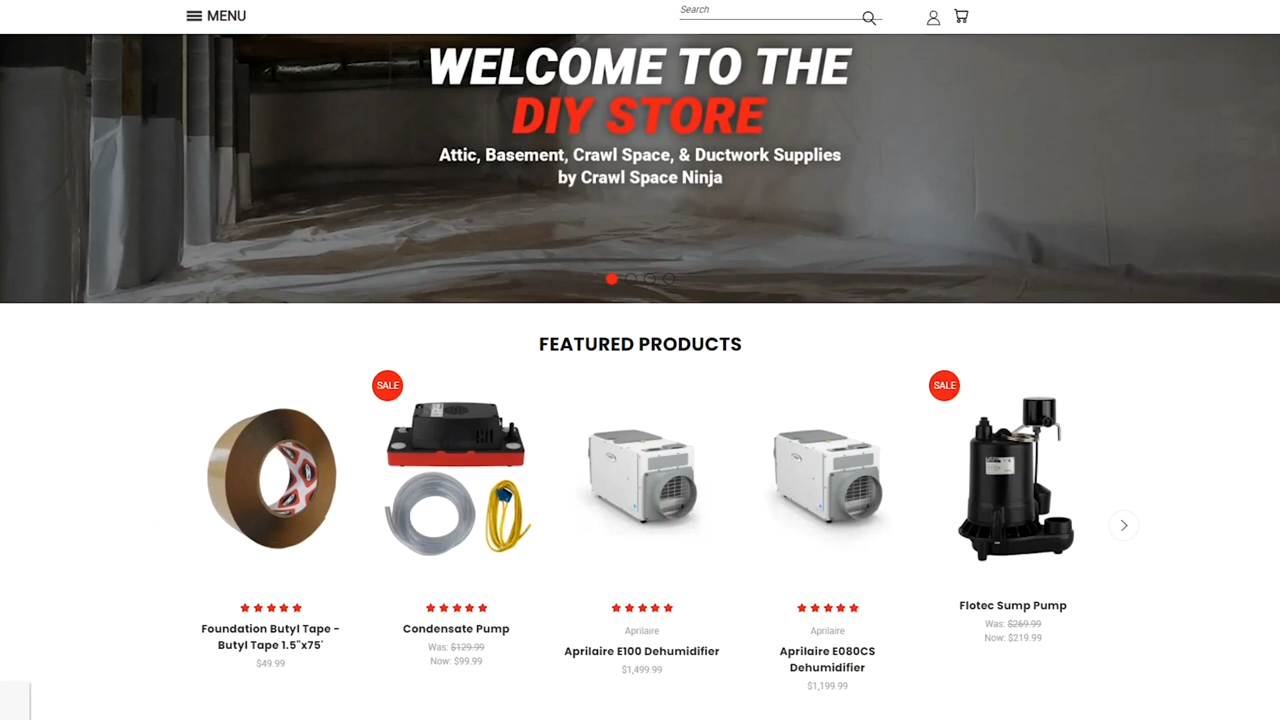 MENU
Search
WELCOME TO THE
DIY STORE
Attic, Basement, Crawl Space, & Ductwork Supplies
by Crawl Space Ninja
FEATURED PRODUCTS
SALE
SALE
Foundation Butyl Tape -
Butyl Tape 1.5"x75'
$49.99
Condensate Pump
Was: $129.99
Now: $99.99
Aprilaire
Aprilaire E100 Dehumidifier
$1,499.99
Aprilaire
Aprilaire E080CS
Dehumidifier
$1,199.99
Flotec Sump Pump
Was: $269.99
Now: $219.99